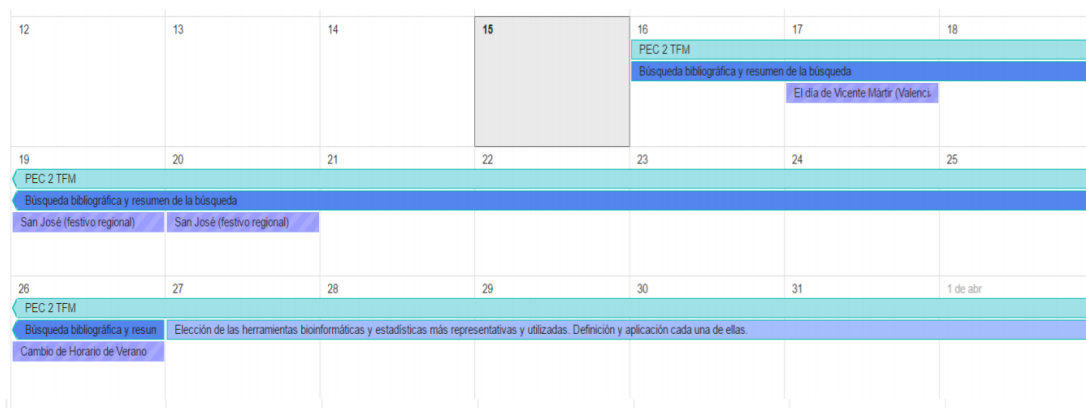 12 13 14 15 16 17 18
PEC 2 TFM
Búsqueda bibliográfica y resumen de la búsqueda
El día de Vicente Mártir (Valenci
19 20 21 22 23 24 25
PEC 2 TFM
Búsqueda bibliográfica y resumen de la búsqueda
San José (festivo regional) San José (festivo regional)
26 27 28 29 30 31 1 de abr
PEC 2 TFM
Búsqueda bibliográfica y resun Elección de las herramientas bioinformáticas y estadísticas más representativas y utilizadas. Definición y aplicación cada una de ellas.
Cambio de Horario de Verano